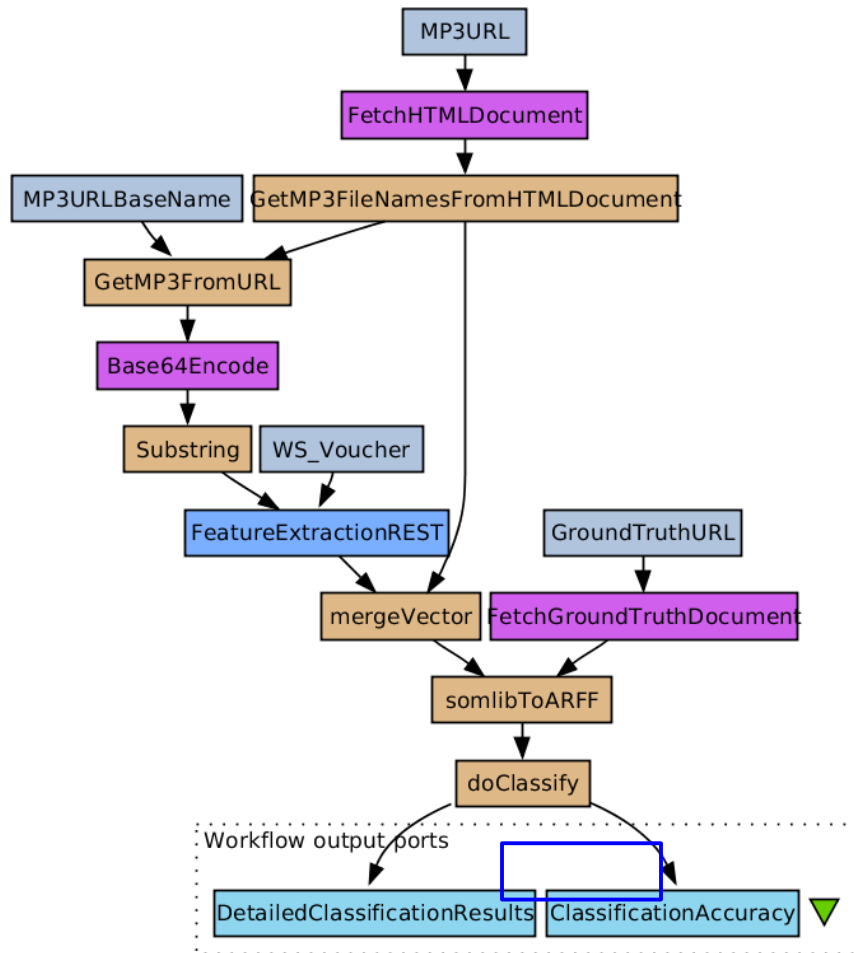 MP3URL
FetchHTMLDocument
MP3URLBaseName
GetMP3FileNamesFromHTMLDocument
GetMP3FromURL
Base64Encode
Substring
WS_Voucher
FeatureExtractionREST
GroundTruthURL
mergeVector
FetchGroundTruthDocument
somlibToARFF
doClassify
Workflow output ports
DetailedClassificationResults
ClassificationAccuracy